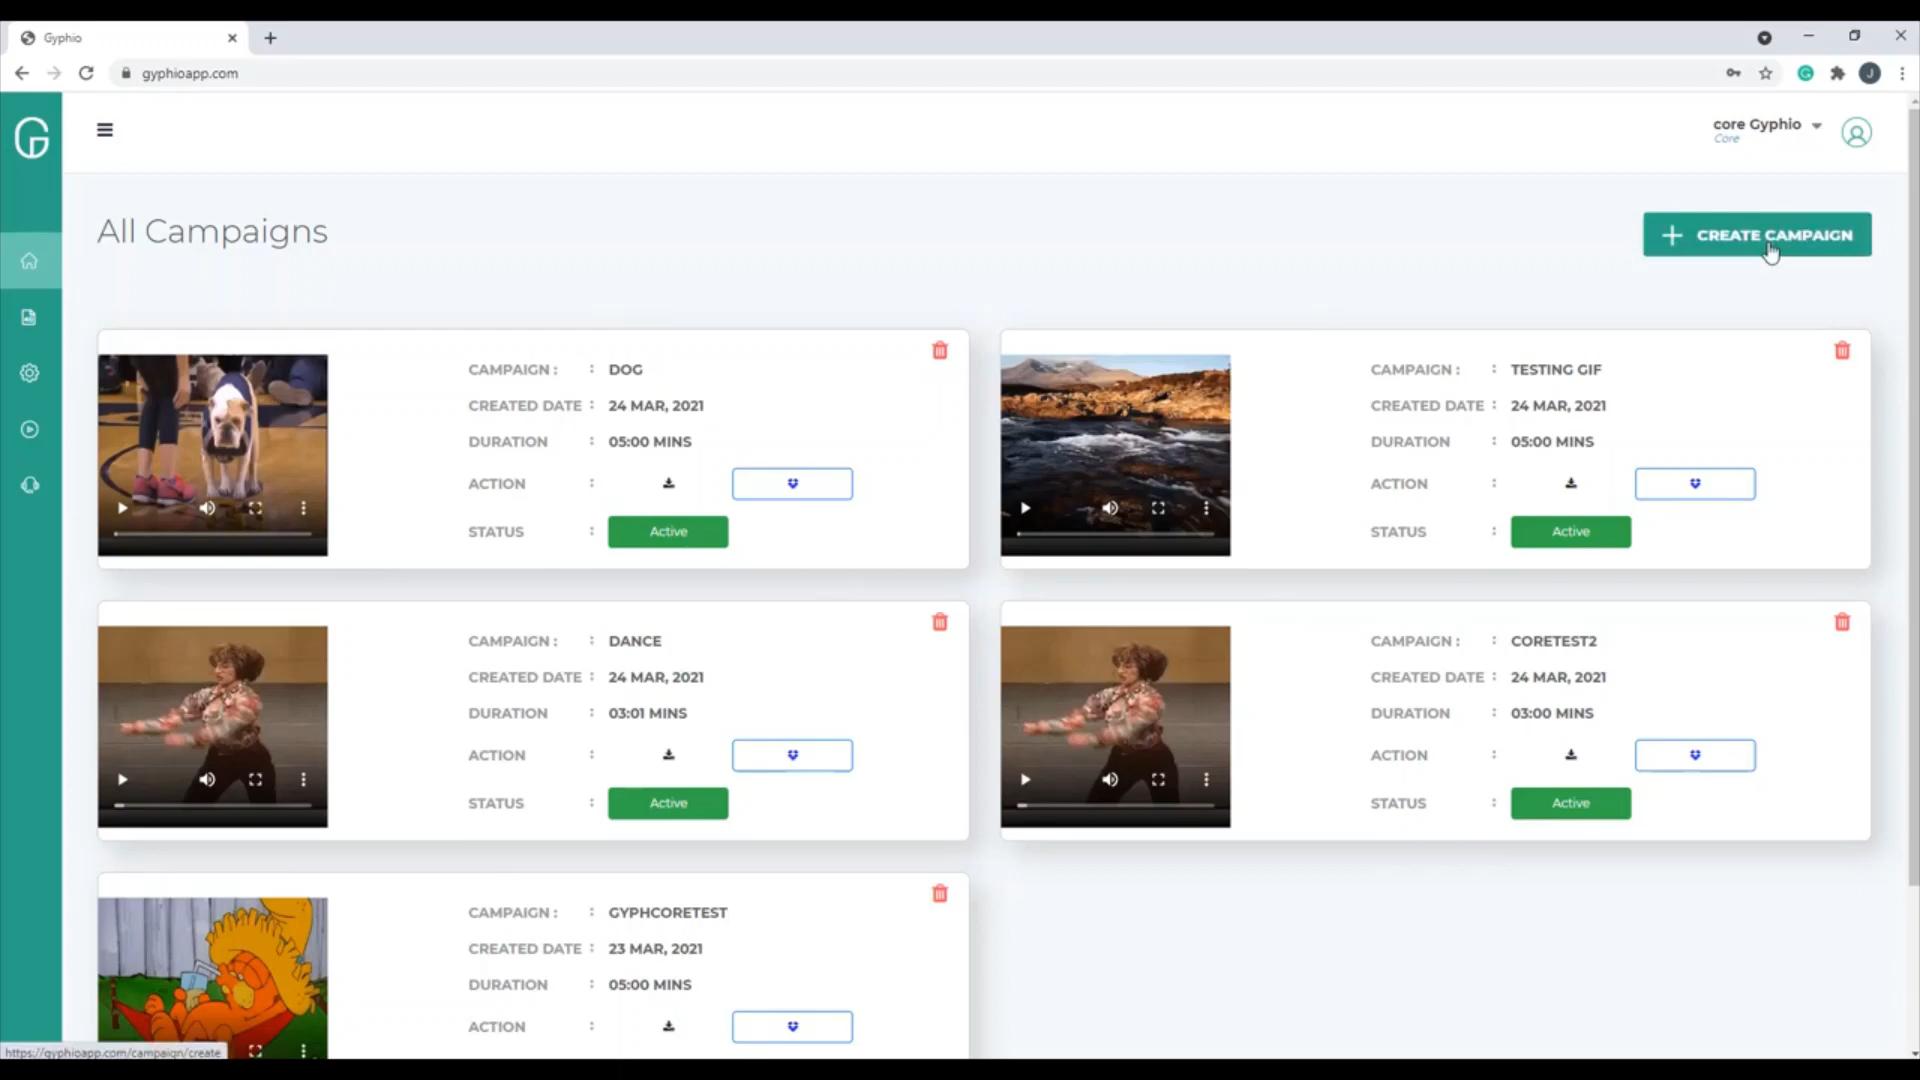 Gyphio
gyphioapp.com
J
core Gyphio
Core
All Campaigns
CREATE CAMPAIGN
CAMPAIGN : : DOG
CREATED DATE : 24 MAR, 2021
DURATION : 05:00 MINS
ACTION :
STATUS : Active
CAMPAIGN : : TESTING GIF
CREATED DATE : 24 MAR, 2021
DURATION : 05:00 MINS
ACTION :
STATUS : Active
CAMPAIGN : : DANCE
CREATED DATE : 24 MAR, 2021
DURATION : 03:01 MINS
ACTION :
STATUS : Active
CAMPAIGN : : CORETEST2
CREATED DATE : 24 MAR, 2021
DURATION : 03:00 MINS
ACTION :
STATUS : Active
CAMPAIGN : : GYPHCORETEST
CREATED DATE : 23 MAR, 2021
DURATION : 05:00 MINS
ACTION :
https://gyphioapp.com/campaign/create